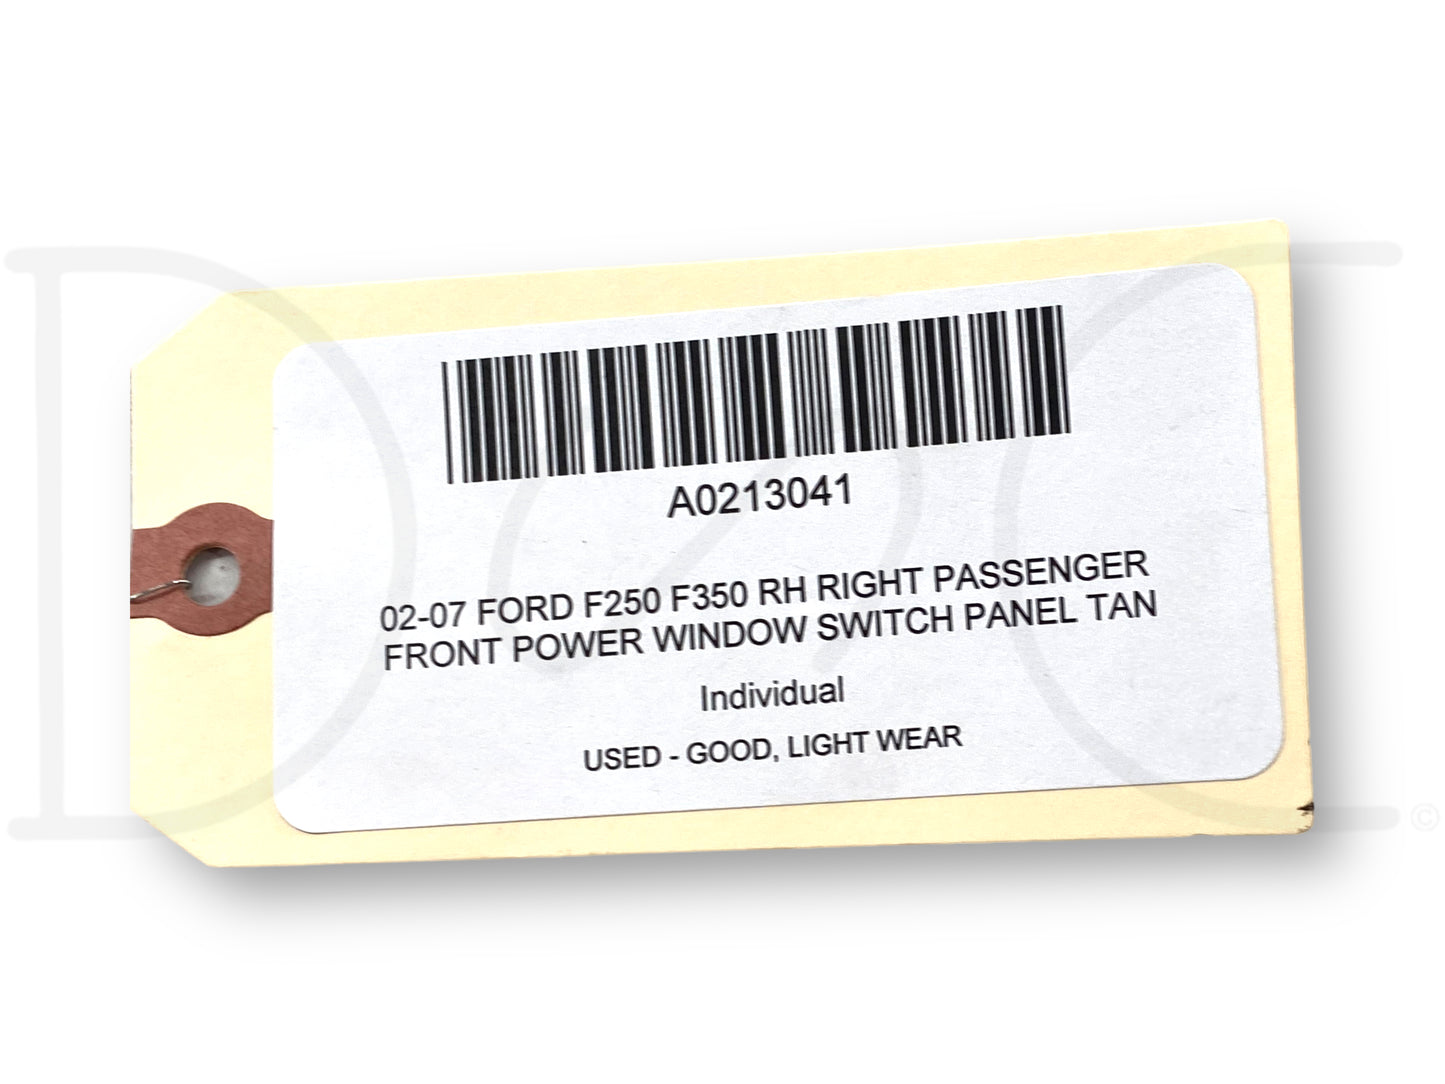 A0213041
02-07 FORD F250 F350 RH RIGHT PASSENGER
FRONT POWER WINDOW SWITCH PANEL TAN
Individual
USED - GOOD, LIGHT WEAR
D2C
©